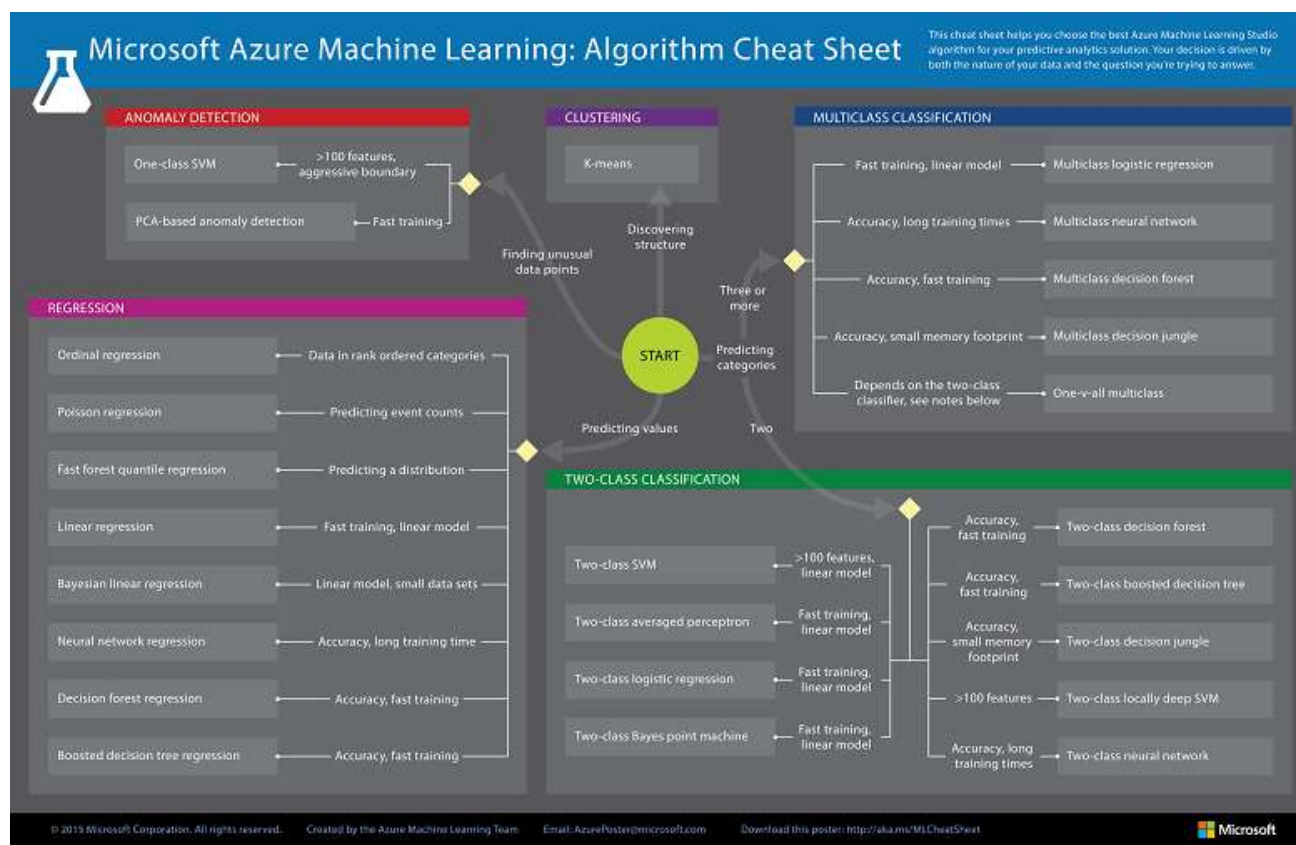 Microsoft Azure Machine Learning: Algorithm Cheat Sheet
This cheat sheet helps you choose the best Azure Machine Learning Studio
algorithm for your predictive analytics solution. Your decision is driven by
both the nature of your data and the question you're trying to answer.
ANOMALY DETECTION
One-class SVM
>100 features,
aggressive boundary
PCA-based anomaly detection
Fast training
CLUSTERING
K-means
Discovering
structure
Finding unusual
data points
START
Three or
more
Predicting
categories
Predicting values
Two
MULTICLASS CLASSIFICATION
Fast training, linear model
Multiclass logistic regression
Accuracy, long training times
Multiclass neural network
Accuracy, fast training
Multiclass decision forest
Accuracy, small memory footprint
Multiclass decision jungle
Depends on the two-class
classifier, see notes below
One-v-all multiclass
REGRESSION
Ordinal regression
Data in rank ordered categories
Poisson regression
Predicting event counts
Fast forest quantile regression
Predicting a distribution
Linear regression
Fast training, linear model
Bayesian linear regression
Linear model, small data sets
Neural network regression
Accuracy, long training time
Decision forest regression
Accuracy, fast training
Boosted decision tree regression
Accuracy, fast training
TWO-CLASS CLASSIFICATION
Two-class SVM
>100 features,
linear model
Two-class averaged perceptron
Fast training,
linear model
Two-class logistic regression
Fast training,
linear model
Two-class Bayes point machine
Fast training,
linear model
Accuracy,
fast training
Two-class decision forest
Accuracy,
fast training
Two-class boosted decision tree
Accuracy,
small memory
footprint
Two-class decision jungle
>100 features
Two-class locally deep SVM
Accuracy, long
training times
Two-class neural network
© 2015 Microsoft Corporation. All rights reserved.
Created by the Azure Machine Learning Team
Email: AzurePoster@microsoft.com
Download this poster: http://aka.ms/MLCheatSheet
Microsoft